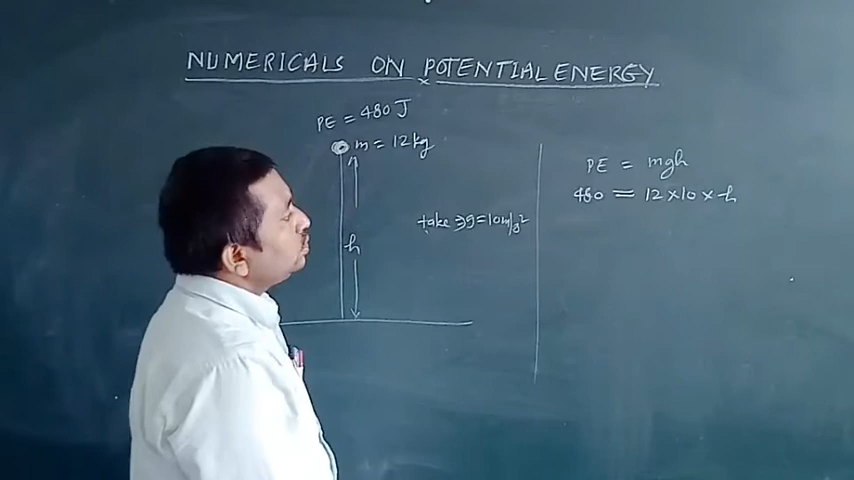 NUMERICALS ON POTENTIAL ENERGY
PE = 480 J
m = 12 kg
h
take g = 10 m/s²
PE = mgh
480 = 12 × 10 × h